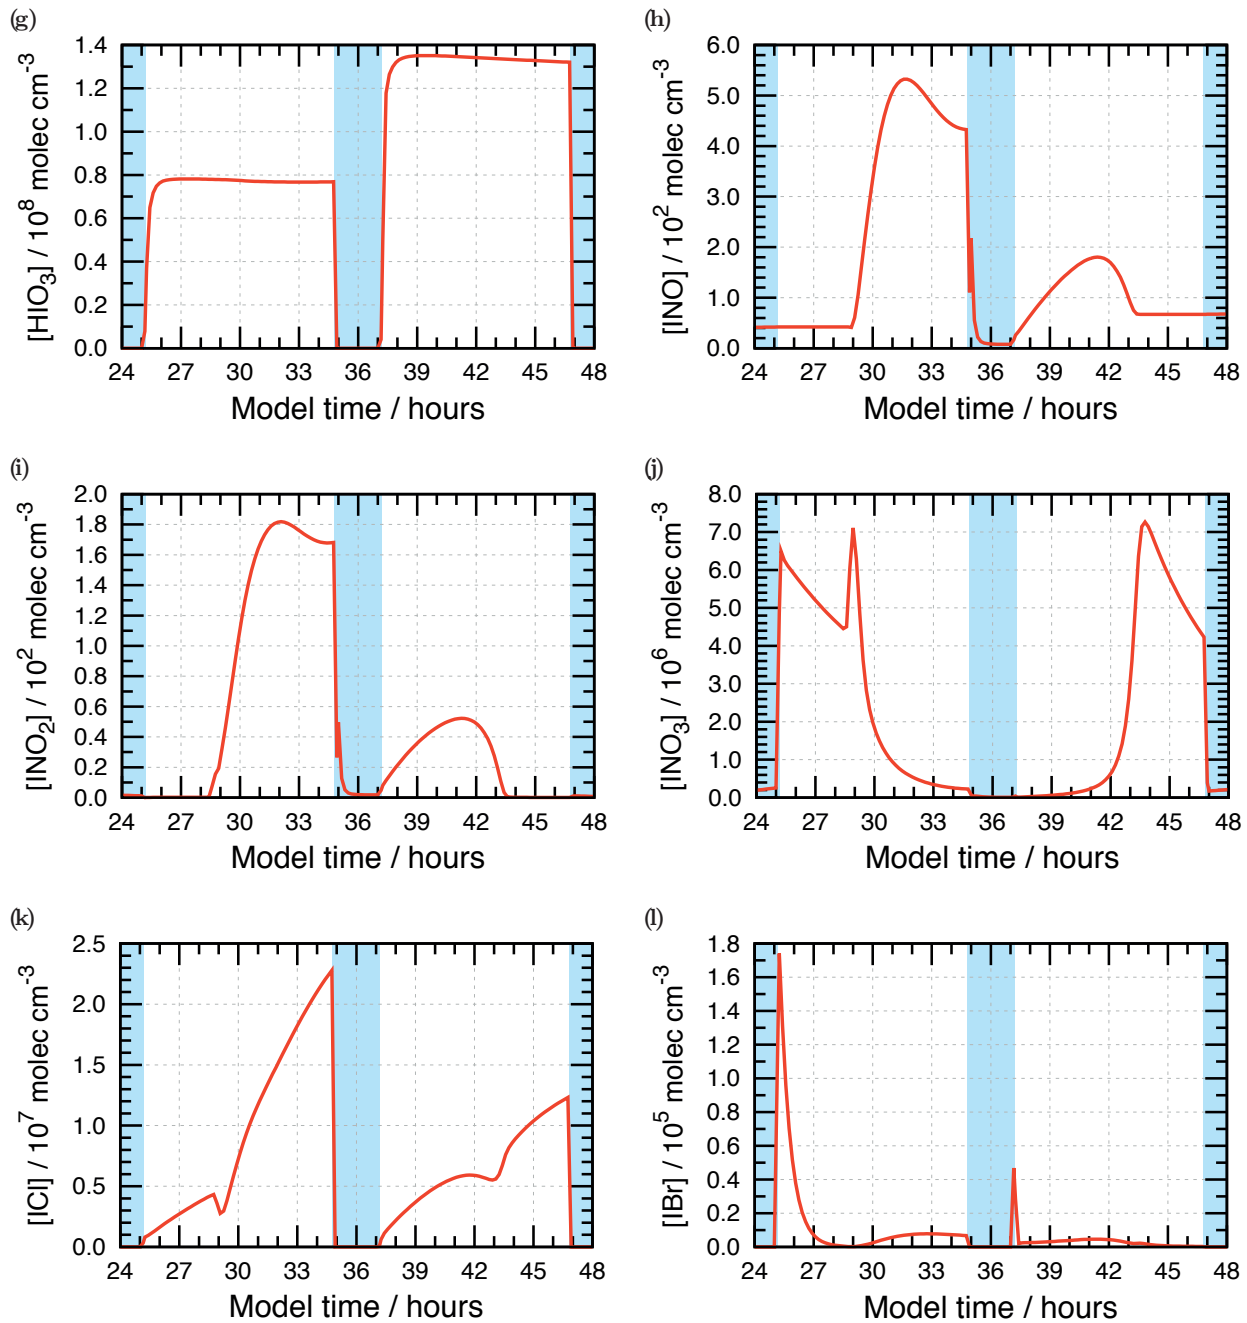 (g)
[HIO3] / 10^8 molec cm^-3
1.4
1.2
1.0
0.8
0.6
0.4
0.2
0.0
24 27 30 33 36 39 42 45 48
Model time / hours
(h)
[INO] / 10^2 molec cm^-3
6.0
5.0
4.0
3.0
2.0
1.0
0.0
24 27 30 33 36 39 42 45 48
Model time / hours
(i)
[INO2] / 10^2 molec cm^-3
2.0
1.8
1.6
1.4
1.2
1.0
0.8
0.6
0.4
0.2
0.0
24 27 30 33 36 39 42 45 48
Model time / hours
(j)
[INO3] / 10^6 molec cm^-3
8.0
7.0
6.0
5.0
4.0
3.0
2.0
1.0
0.0
24 27 30 33 36 39 42 45 48
Model time / hours
(k)
[ICl] / 10^7 molec cm^-3
2.5
2.0
1.5
1.0
0.5
0.0
24 27 30 33 36 39 42 45 48
Model time / hours
(l)
[IBr] / 10^5 molec cm^-3
1.8
1.6
1.4
1.2
1.0
0.8
0.6
0.4
0.2
0.0
24 27 30 33 36 39 42 45 48
Model time / hours